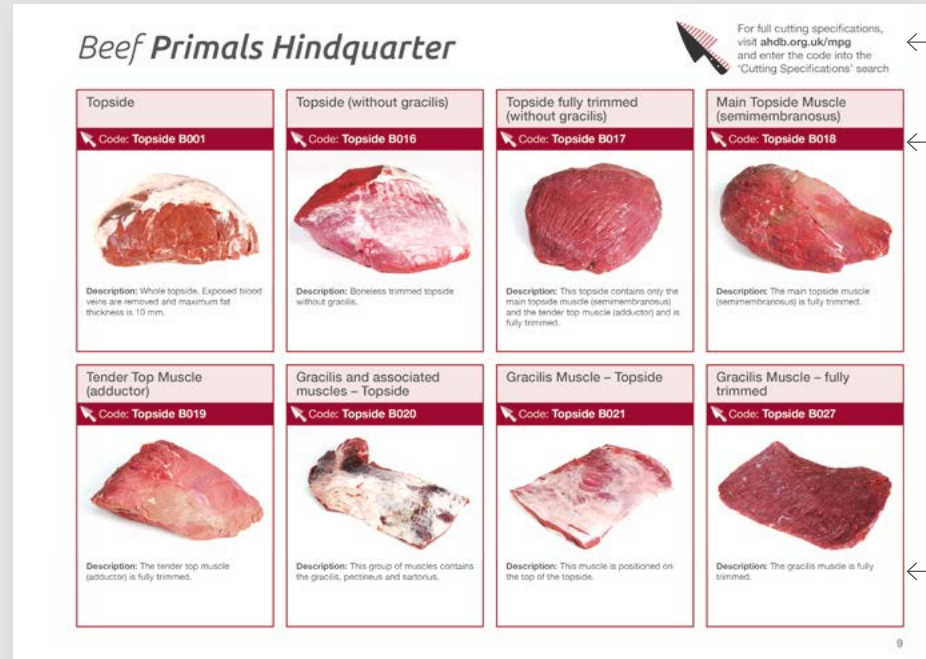 Beef Primals Hindquarter
For full cutting specifications,
visit ahdb.org.uk/mpg
and enter the code into the
'Cutting Specifications' search
Topside
Code: Topside B001
Description: Whole topside. Exposed blood
veins are removed and maximum fat
thickness is 10 mm.
Topside (without gracilis)
Code: Topside B016
Description: Boneless trimmed topside
without gracilis.
Topside fully trimmed
(without gracilis)
Code: Topside B017
Description: This topside contains only the
main topside muscle (semimembranosus)
and the tender top muscle (adductor) and is
fully trimmed.
Main Topside Muscle
(semimembranosus)
Code: Topside B018
Description: The main topside muscle
(semimembranosus) is fully trimmed.
Tender Top Muscle
(adductor)
Code: Topside B019
Description: The tender top muscle
(adductor) is fully trimmed.
Gracilis and associated
muscles – Topside
Code: Topside B020
Description: This group of muscles contains
the gracilis, pectineus and sartorius.
Gracilis Muscle – Topside
Code: Topside B021
Description: This muscle is positioned on
the top of the topside.
Gracilis Muscle – fully
trimmed
Code: Topside B027
Description: The gracilis muscle is fully
trimmed.
9